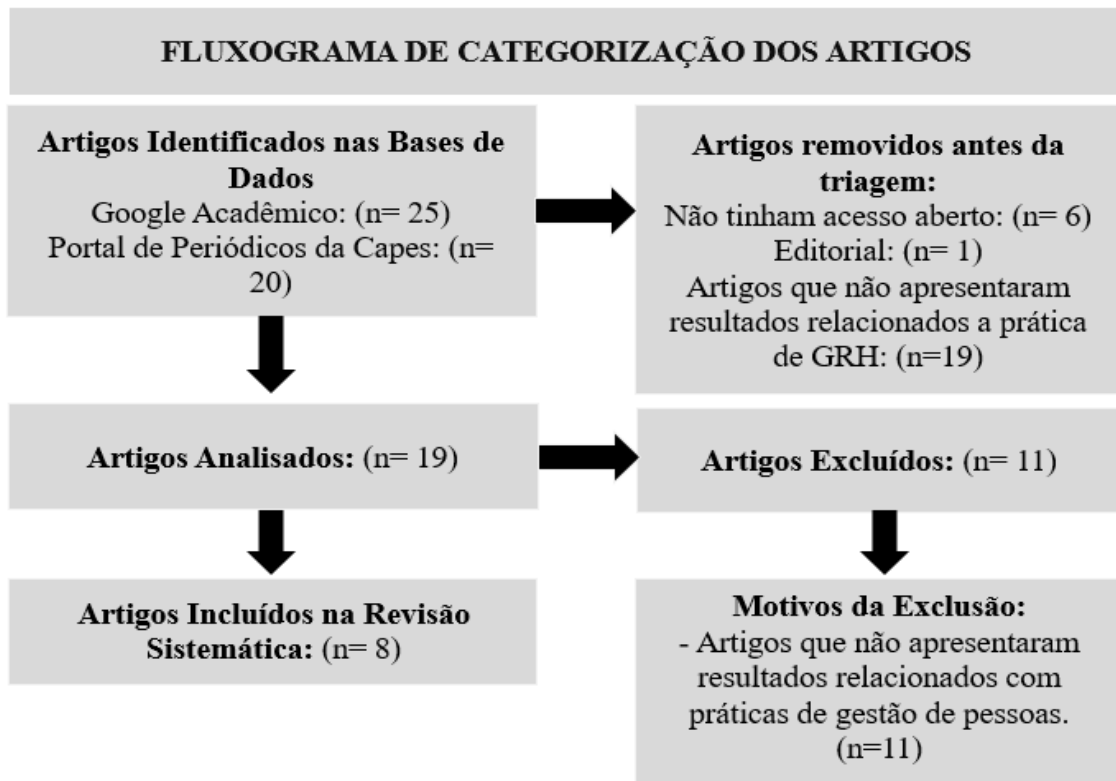 FLUXOGRAMA DE CATEGORIZAÇÃO DOS ARTIGOS
Artigos Identificados nas Bases de
Dados
Google Acadêmico: (n= 25)
Portal de Periódicos da Capes: (n=
20)
Artigos removidos antes da
triagem:
Não tinham acesso aberto: (n= 6)
Editorial: (n= 1)
Artigos que não apresentaram
resultados relacionados a prática
de GRH: (n=19)
Artigos Analisados: (n= 19)
Artigos Excluídos: (n= 11)
Artigos Incluídos na Revisão
Sistemática: (n= 8)
Motivos da Exclusão:
- Artigos que não apresentaram
resultados relacionados com
práticas de gestão de pessoas.
(n=11)